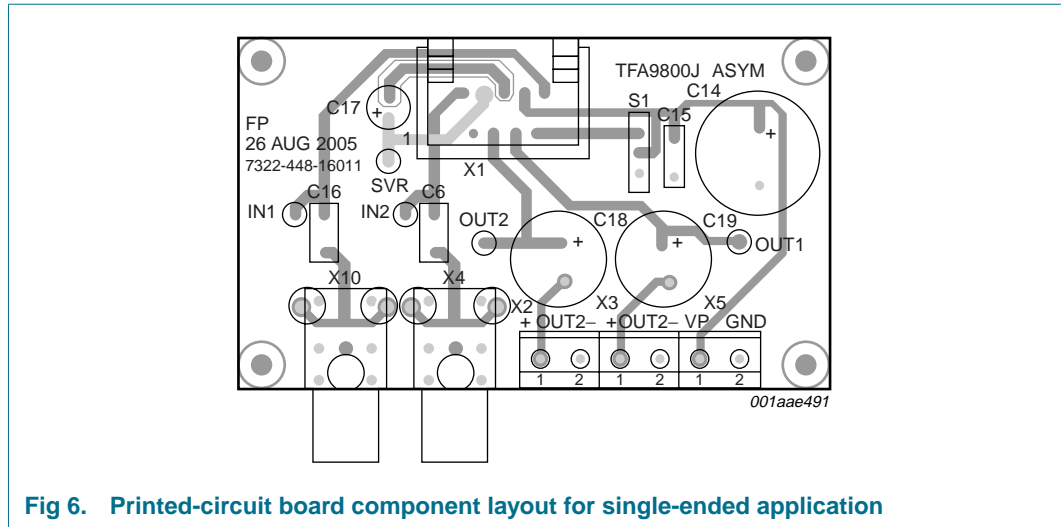 TFA9800J ASYM
C14
S1
C15
C17
+
FP
26 AUG 2005
7322-448-16011
1
X1
+
SVR
IN1
C16
IN2
C6
OUT2
C18
C19
+
+
OUT1
X10
X4
X2
X3
X5
+ OUT2–
+OUT2–
VP
GND
1
2
1
2
1
2
001aae491
Fig 6. Printed-circuit board component layout for single-ended application